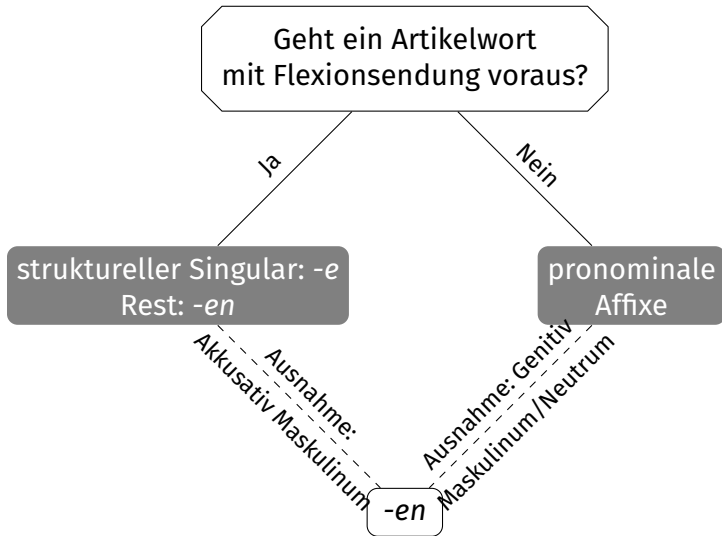 Geht ein Artikelwort
mit Flexionsendung voraus?
Ja
Nein
struktureller Singular: -e
Rest: -en
pronominale
Affixe
Ausnahme:
Akkusativ Maskulinum
Ausnahme: Genitiv
Maskulinum/Neutrum
-en